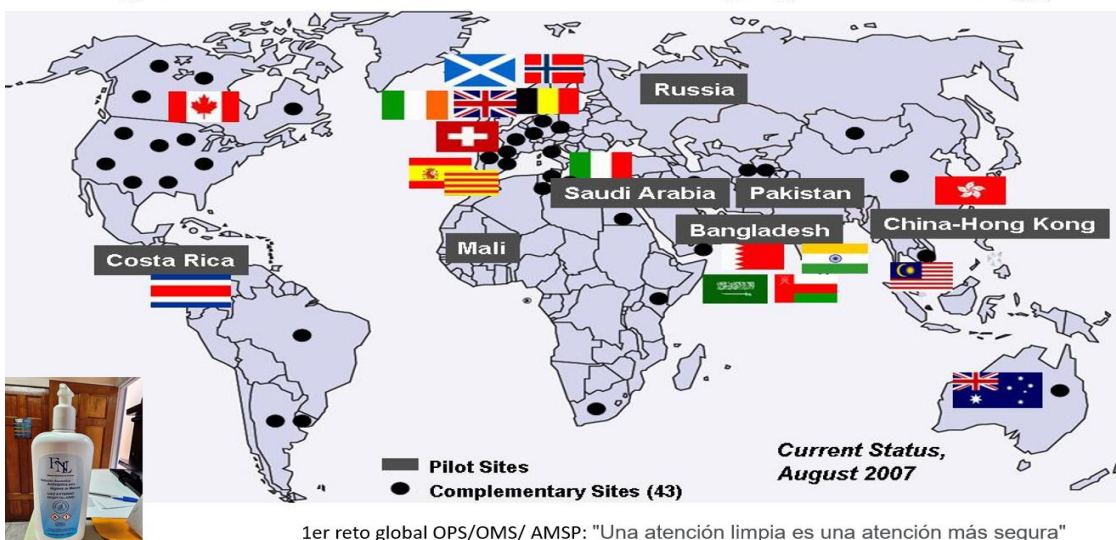 Russia
Saudi Arabia
Pakistan
Bangladesh
China-Hong Kong
Mali
Costa Rica
FNL
Current Status,
August 2007
Pilot Sites
Complementary Sites (43)
1er reto global OPS/OMS/ AMSP: "Una atención limpia es una atención más segura"